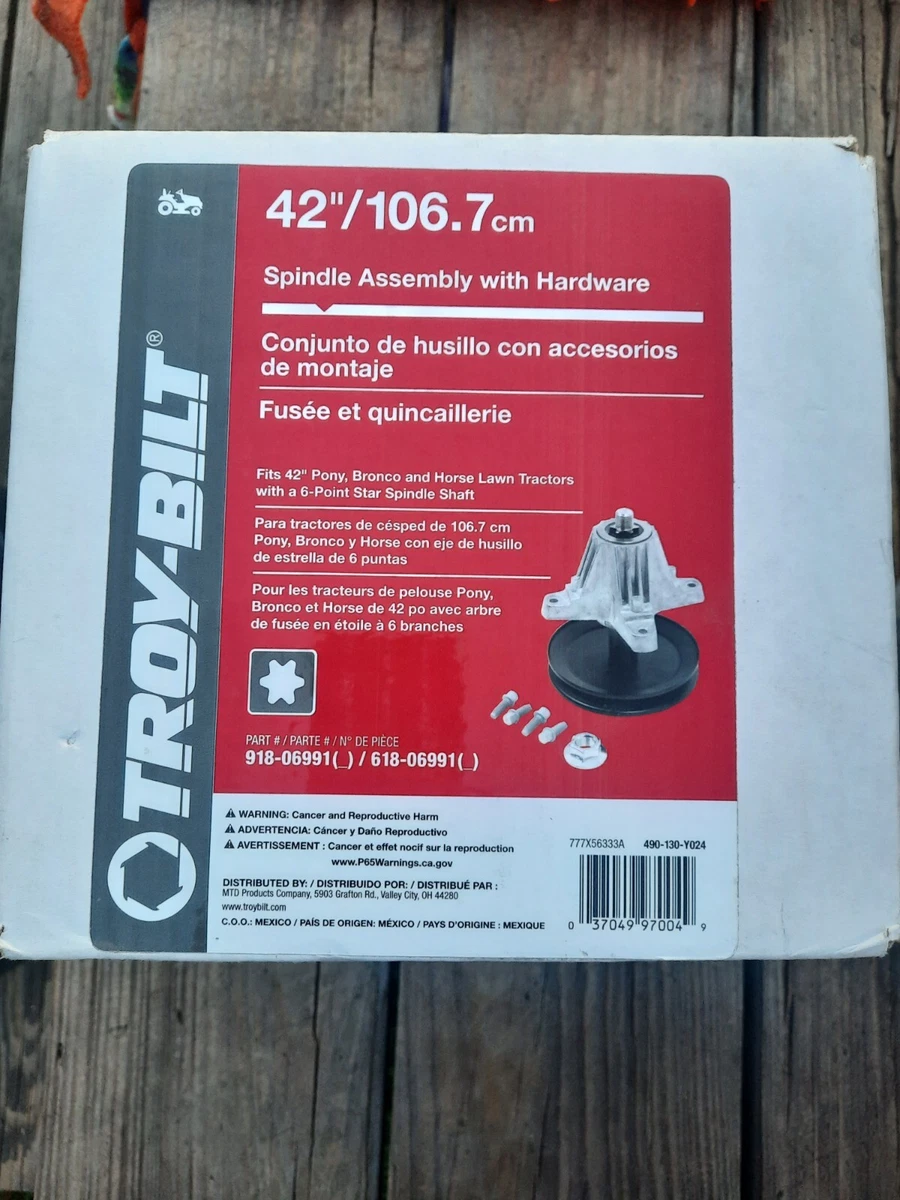 42"/106.7cm
Spindle Assembly with Hardware
Conjunto de husillo con accesorios
de montaje
Fusée et quincaillerie
Fits 42" Pony, Bronco and Horse Lawn Tractors
with a 6-Point Star Spindle Shaft
Para tractores de césped de 106.7 cm
Pony, Bronco y Horse con eje de husillo
de estrella de 6 puntas
Pour les tracteurs de pelouse Pony,
Bronco et Horse de 42 po avec arbre
de fusée en étoile à 6 branches
PART # / PARTE # / N° DE PIÈCE
918-06991(_) / 618-06991(_)
TROY-BILT®
WARNING: Cancer and Reproductive Harm
ADVERTENCIA: Cáncer y Daño Reproductivo
AVERTISSEMENT : Cancer et effet nocif sur la reproduction
www.P65Warnings.ca.gov
DISTRIBUTED BY: / DISTRIBUIDO POR: / DISTRIBUÉ PAR :
MTD Products Company, 5903 Grafton Rd., Valley City, OH 44280
www.troybilt.com
C.O.O.: MEXICO / PAÍS DE ORIGEN: MÉXICO / PAYS D'ORIGINE : MEXIQUE
777X56333A 490-130-Y024
0 37049 97004 9